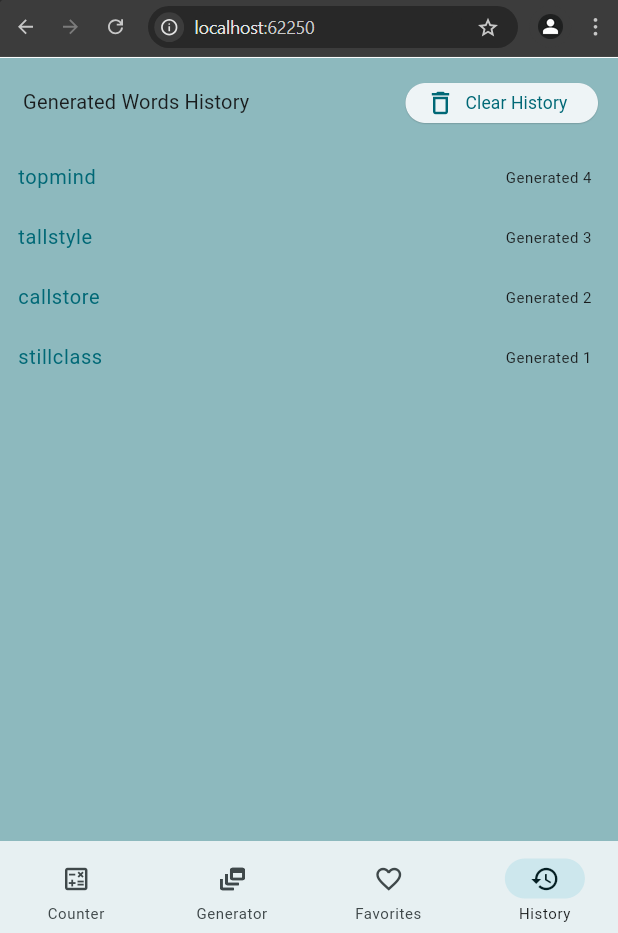 localhost:62250
Generated Words History
Clear History
topmind Generated 4
tallstyle Generated 3
callstore Generated 2
stillclass Generated 1
Counter Generator Favorites History